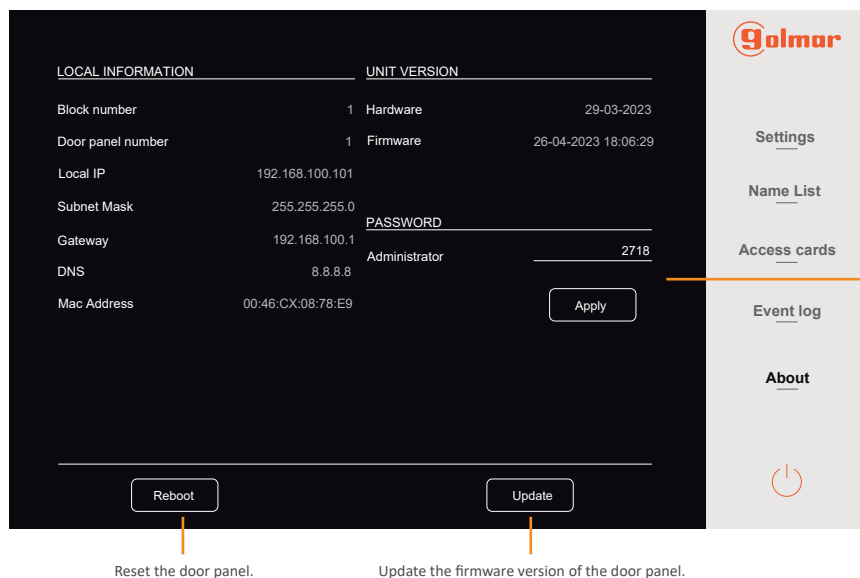 golmar
LOCAL INFORMATION
Block number 1
Door panel number 1
Local IP 192.168.100.101
Subnet Mask 255.255.255.0
Gateway 192.168.100.1
DNS 8.8.8.8
Mac Address 00:46:CX:08:78:E9
UNIT VERSION
Hardware 29-03-2023
Firmware 26-04-2023 18:06:29
PASSWORD
Administrator 2718
Apply
Reboot
Update
Settings
Name List
Access cards
Event log
About
Reset the door panel.
Update the firmware version of the door panel.